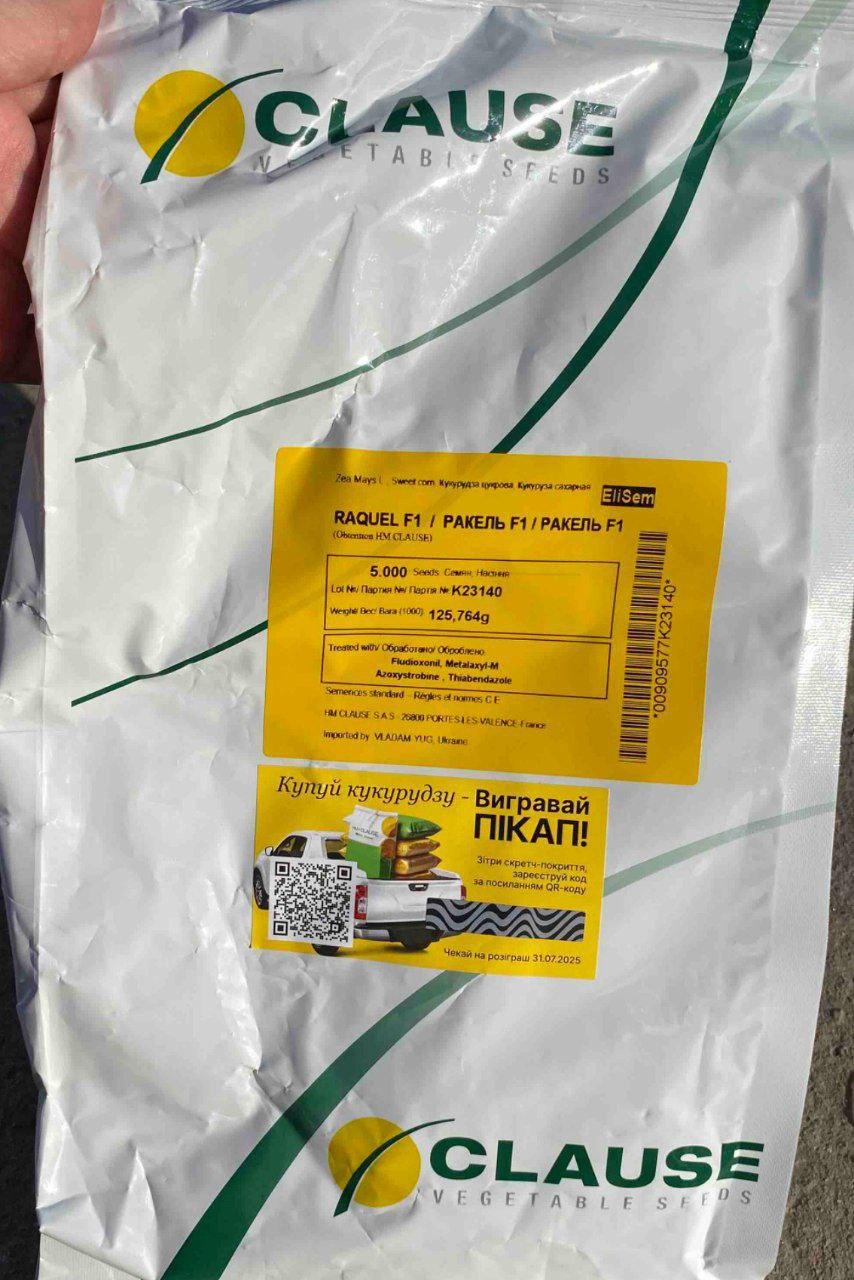 CLAUSE
VEGETABLE SEEDS
Zea Mays L., Sweet corn, Кукурудза цукрова, Кукуруза сахарная
EliSem
RAQUEL F1 / РАКЕЛЬ F1 / РАКЕЛЬ F1
(Obtention HM CLAUSE)
5.000 Seeds, Семян, Насіння
Lot №/ Партия №/ Партія № K23140
Weight/ Вес/ Вага (1000) 125,764g
Treated with/ Обработано/ Оброблено
Fludioxonil, Metalaxyl-M
Azoxystrobine , Thiabendazole
Semences standard - Règles et normes C.E
HM CLAUSE S.A.S - 26800 PORTES-LES-VALENCE-France
Imported by VLADAM-YUG, Ukraine
*00909577K23140*
Купуй кукурудзу - Вигравай
ПІКАП!
HM.CLAUSE
Зітри скретч-покриття,
зареєструй код
за посиланням QR-коду
Чекай на розіграш 31.07.2025
CLAUSE
VEGETABLE SEEDS